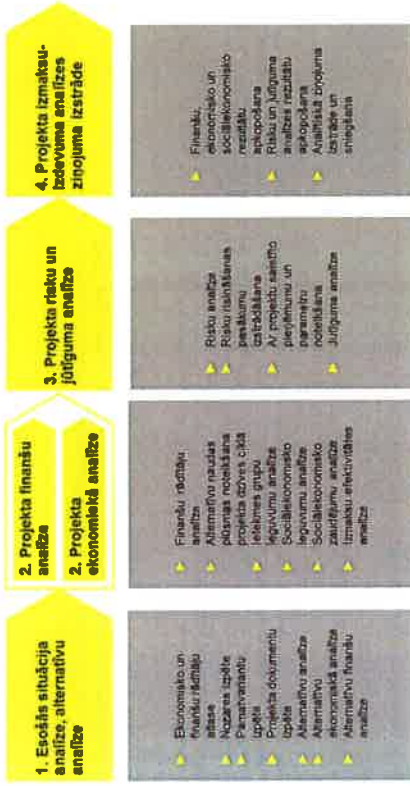 1. Esošās situācija
analīze, alternatīvu
analīze
Ekonomisko un
finanšu rādītāju
atlase
Nozares izpēte
Pamatvariantu
izpēte
Projekta dokumentu
izpēte
Alternatīvu analīze
Alternatīvu
ekonomiskā analīze
Alternatīvu finanšu
analīze
2. Projekta finanšu
analīze
2. Projekta
ekonomiskā analīze
Finanšu rādītāju
analīze
Alternatīvu naudas
plūsmas noteikšana
projekta dzīves ciklā
Ietekmes grupu
ieguvumu analīze
Sociālekonomisko
ieguvumu analīze
Sociālekonomisko
zaudējumu analīze
Izmaksu efektivitātes
analīze
3. Projekta risku un
jūtīguma analīze
Risku analīze
Risku risināšanas
pasākumu
izstrādāšana
Ar projektu saistīto
pieņēmumu un
parametru
noteikšana
Jutīguma analīze
4. Projekta izmaksu-
Izdevuma analīzes
ziņojuma izstrāde
Finanšu,
ekonomisko un
sociālekonomisko
rezultātu
apkopošana
Risku un jutīguma
analīzes rezultātu
apkopošana
Analītiskā ziņojuma
izstrāde un
sniegšana